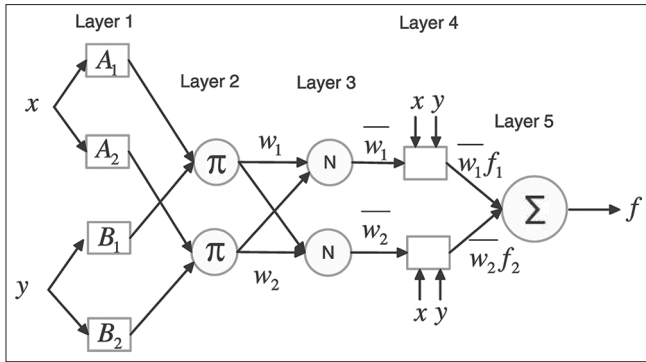 Layer 1
Layer 4
A₁
Layer 2
Layer 3
x
x y
Layer 5
A₂
w₁
w̅₁
w̅₁f₁
π
N
Σ
f
B₁
w̅₂
π
N
w₂
w̅₂f₂
y
x y
B₂